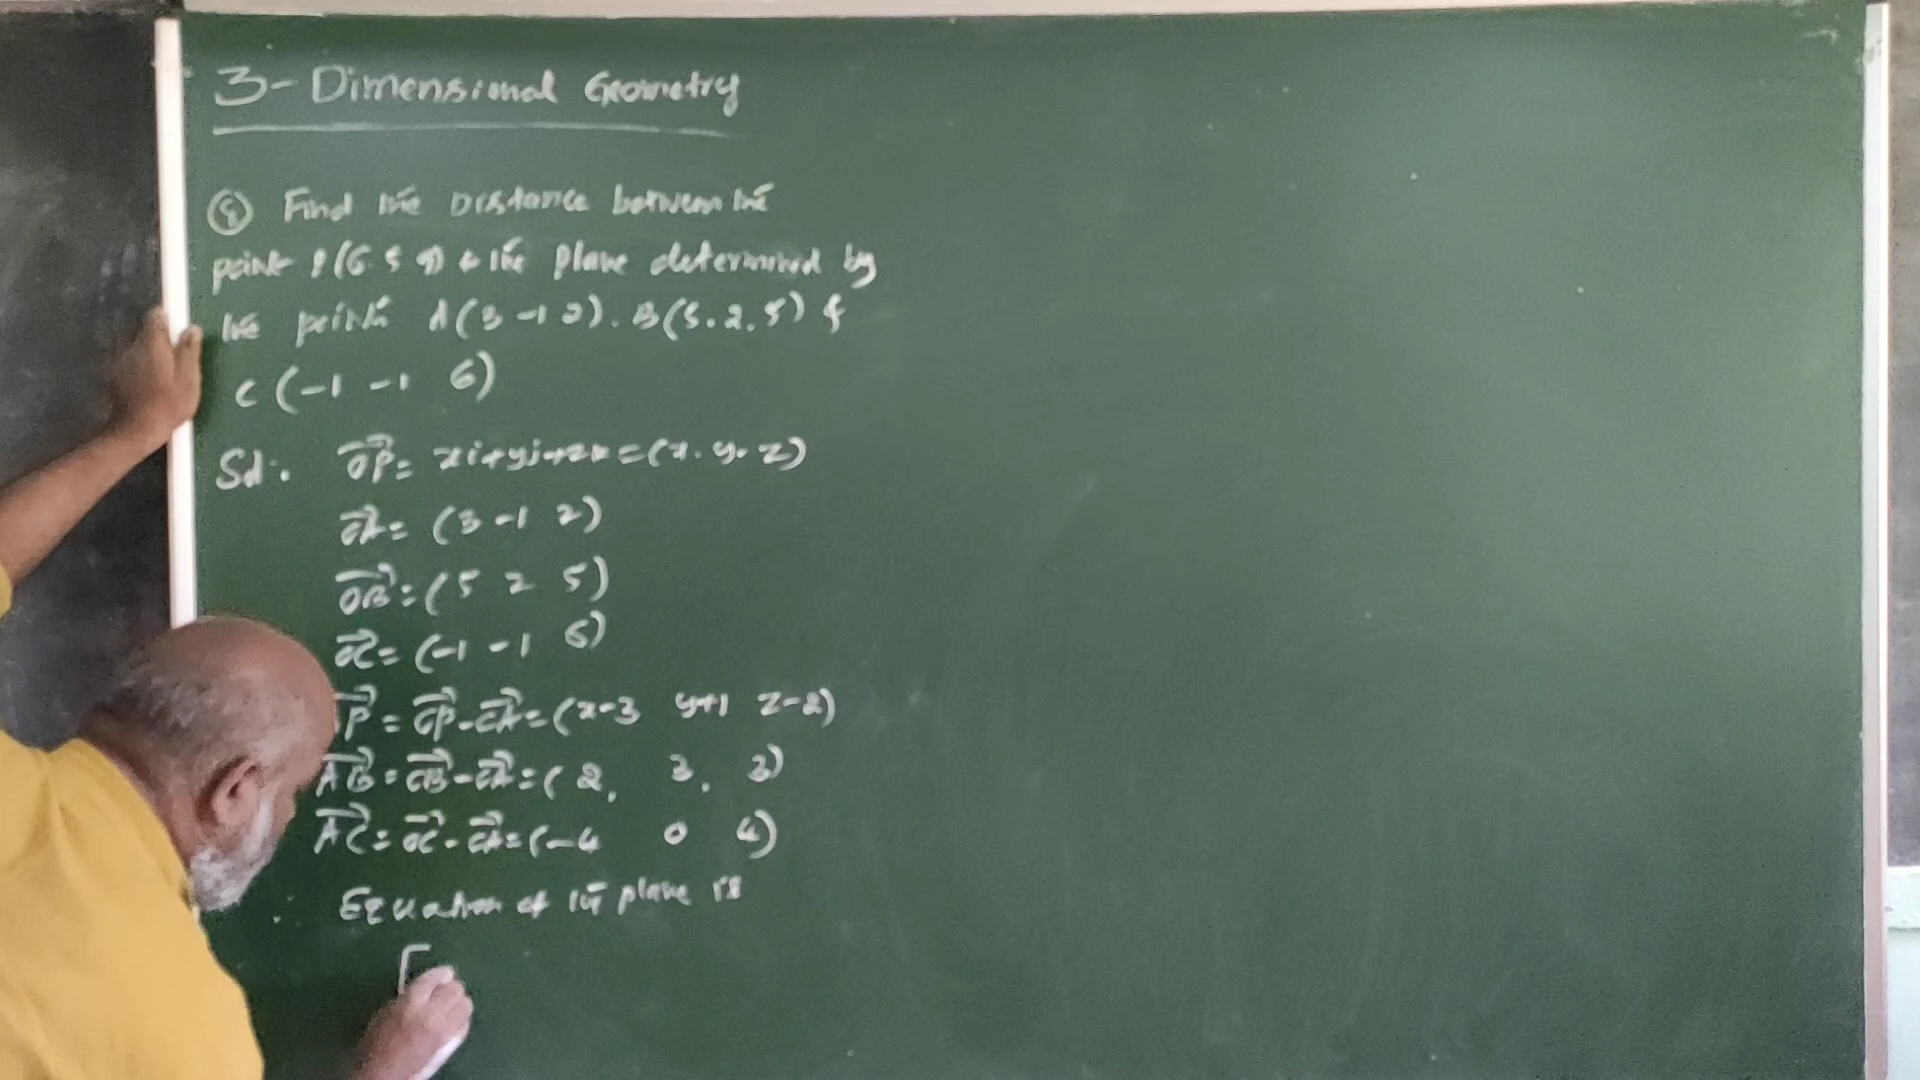 3-Dimensional Geometry
Q Find the Distance between the
point P(6 5 9) & the plane determined by
the points A(3 -1 2). B(5.2.5) &
C (-1 -1 6)
Sol: OP = xi+yj+zk=(x.y.z)
OA = (3 -1 2)
OB = (5 2 5)
OC = (-1 -1 6)
P = OP-OA=(x-3 y+1 z-2)
AB = OB-OA=(2, 3, 3)
AC = OC-OA=(-4 0 4)
∴ Equation of the plane is
[